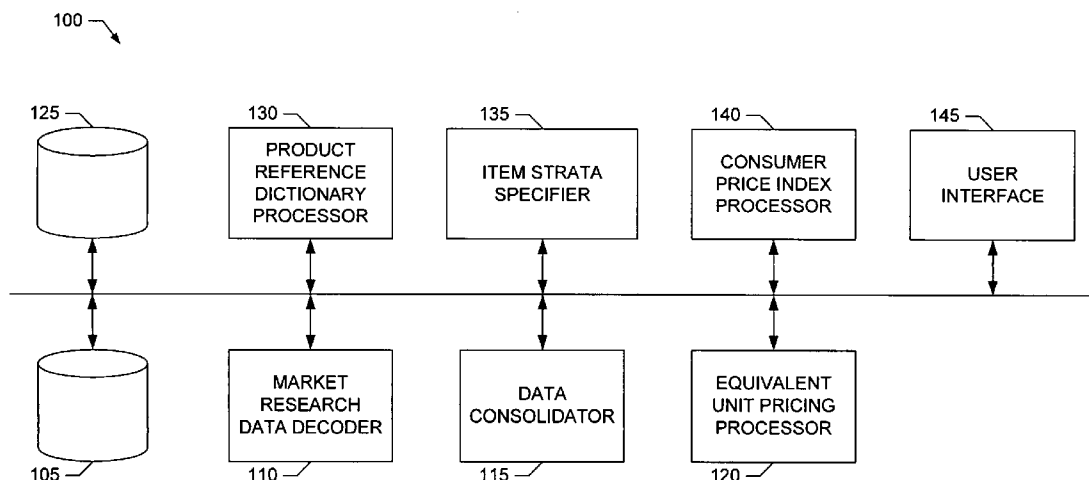 100
125
130
135
140
145
PRODUCT
REFERENCE
DICTIONARY
PROCESSOR
ITEM STRATA
SPECIFIER
CONSUMER
PRICE INDEX
PROCESSOR
USER
INTERFACE
MARKET
RESEARCH
DATA DECODER
DATA
CONSOLIDATOR
EQUIVALENT
UNIT PRICING
PROCESSOR
105
110
115
120